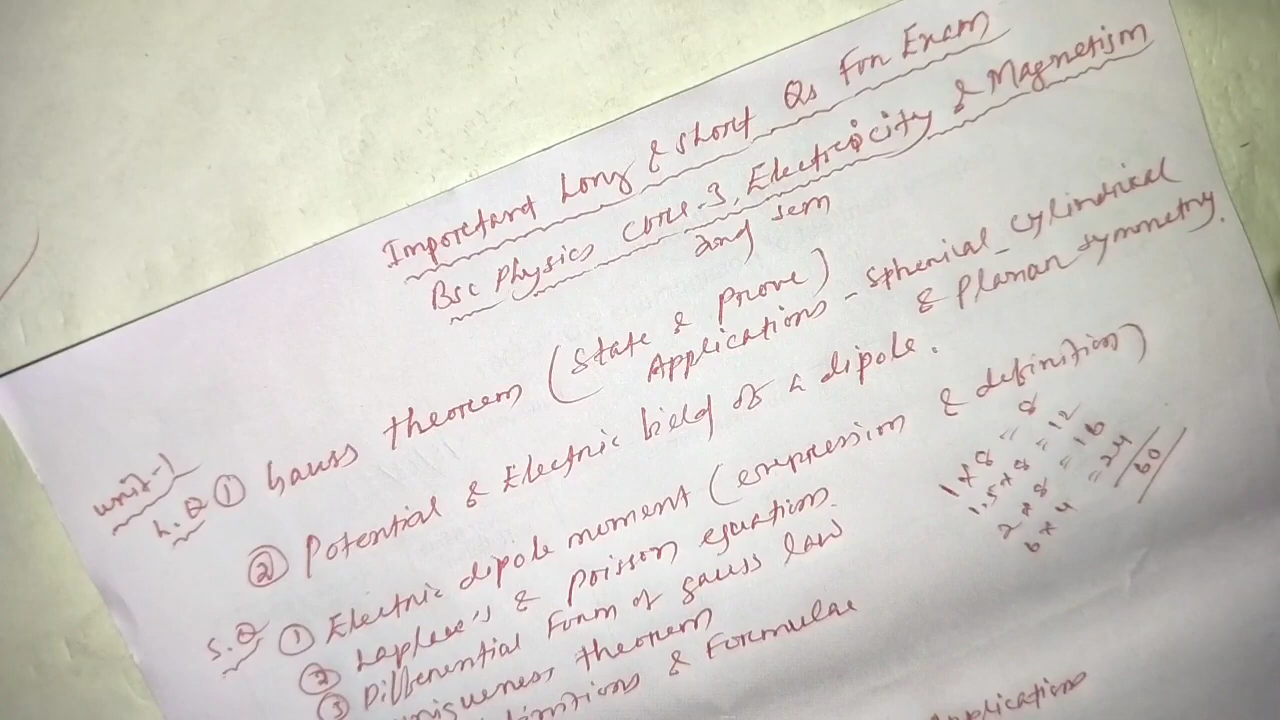 Important Long & Short Qs For Exam
BSc Physics Core-3, Electricity & Magnetism
2nd sem
Unit-1
L.Q ① Gauss theorem (State & Prove)
Applications - Spherical, cylindrical
& Planar symmetry.
② Potential & Electric field of a dipole.
S.Q ① Electric dipole moment (expression & definition)
② Laplace's & Poisson equation.
③ Differential Form of gauss law
theorem
& Formulae
1 × 8 = 8
1.5 × 8 = 12
2 × 8 = 16
6 × 4 = 24
60